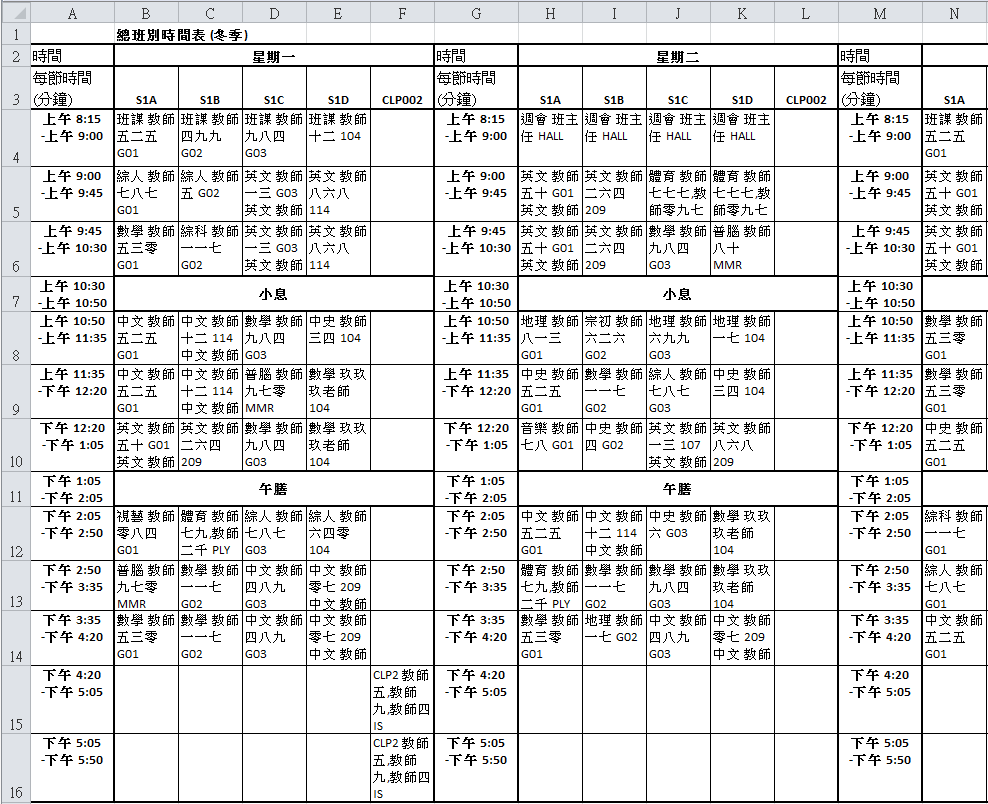 A B C D E F G H I J K L M N
1 總班別時間表 (冬季)
2 時間 星期一 時間 星期二 時間
3 每節時間 (分鐘) S1A S1B S1C S1D CLP002 每節時間 (分鐘) S1A S1B S1C S1D CLP002 每節時間 (分鐘) S1A
4 上午 8:15 -上午 9:00 班謀 教師五二五 G01 班謀 教師四九九 G02 班謀 教師九八四 G03 班謀 教師十二 104 上午 8:15 -上午 9:00 週會 班主任 HALL 週會 班主任 HALL 週會 班主任 HALL 週會 班主任 HALL 上午 8:15 -上午 9:00 班謀 教師五二五 G01
5 上午 9:00 -上午 9:45 綜人 教師七八七 G01 綜人 教師五 G02 英文 教師一三 G03 英文 教師 英文 教師八六八 114 上午 9:00 -上午 9:45 英文 教師五十 G01 英文 教師 英文 教師二六四 209 體育 教師七七七,教師零九七 體育 教師七七七,教師零九七 上午 9:00 -上午 9:45 英文 教師五十 G01 英文 教師
6 上午 9:45 -上午 10:30 數學 教師五三零 G01 綜科 教師一一七 G02 英文 教師一三 G03 英文 教師 英文 教師八六八 114 上午 9:45 -上午 10:30 英文 教師五十 G01 英文 教師 英文 教師二六四 209 數學 教師九八四 G03 普腦 教師八十 MMR 上午 9:45 -上午 10:30 英文 教師五十 G01 英文 教師
7 上午 10:30 -上午 10:50 小息 上午 10:30 -上午 10:50 小息 上午 10:30 -上午 10:50
8 上午 10:50 -上午 11:35 中文 教師五二五 G01 中文 教師十二 114 中文 教師 數學 教師九八四 G03 中史 教師三四 104 上午 10:50 -上午 11:35 地理 教師八一三 G01 宗初 教師六二六 G02 地理 教師六九九 G03 地理 教師一七 104 上午 10:50 -上午 11:35 數學 教師五三零 G01
9 上午 11:35 -下午 12:20 中文 教師五二五 G01 中文 教師十二 114 中文 教師 普腦 教師九七零 MMR 數學 玖玖玖老師 104 上午 11:35 -下午 12:20 中史 教師五二五 G01 數學 教師一一七 G02 綜人 教師七八七 G03 中史 教師三四 104 上午 11:35 -下午 12:20 數學 教師五三零 G01
10 下午 12:20 -下午 1:05 英文 教師五十 G01 英文 教師 英文 教師二六四 209 數學 教師九八四 G03 數學 玖玖玖老師 104 下午 12:20 -下午 1:05 音樂 教師七八 G01 中史 教師四 G02 英文 教師一三 107 英文 教師 英文 教師八六八 209 下午 12:20 -下午 1:05 中史 教師五二五 G01
11 下午 1:05 -下午 2:05 午膳 下午 1:05 -下午 2:05 午膳 下午 1:05 -下午 2:05
12 下午 2:05 -下午 2:50 視藝 教師零八四 G01 體育 教師七九,教師二千 PLY 綜人 教師七八七 G03 綜人 教師六四零 104 下午 2:05 -下午 2:50 中文 教師五二五 G01 中文 教師十二 114 中文 教師 中史 教師六 G03 數學 玖玖玖老師 104 下午 2:05 -下午 2:50 綜科 教師一一七 G01
13 下午 2:50 -下午 3:35 普腦 教師九七零 MMR 數學 教師一一七 G02 中文 教師四八九 G03 中文 教師零七 209 中文 教師 下午 2:50 -下午 3:35 體育 教師七九,教師二千 PLY 數學 教師一一七 G02 數學 教師九八四 G03 數學 玖玖玖老師 104 下午 2:50 -下午 3:35 綜人 教師七八七 G01
14 下午 3:35 -下午 4:20 數學 教師五三零 G01 數學 教師一一七 G02 中文 教師四八九 G03 中文 教師零七 209 中文 教師 下午 3:35 -下午 4:20 數學 教師五三零 G01 地理 教師一七 G02 中文 教師四八九 G03 中文 教師零七 209 中文 教師 下午 3:35 -下午 4:20 中文 教師五二五 G01
15 下午 4:20 -下午 5:05 CLP2 教師五,教師九,教師四 IS 下午 4:20 -下午 5:05 下午 4:20 -下午 5:05
16 下午 5:05 -下午 5:50 CLP2 教師五,教師九,教師四 IS 下午 5:05 -下午 5:50 下午 5:05 -下午 5:50